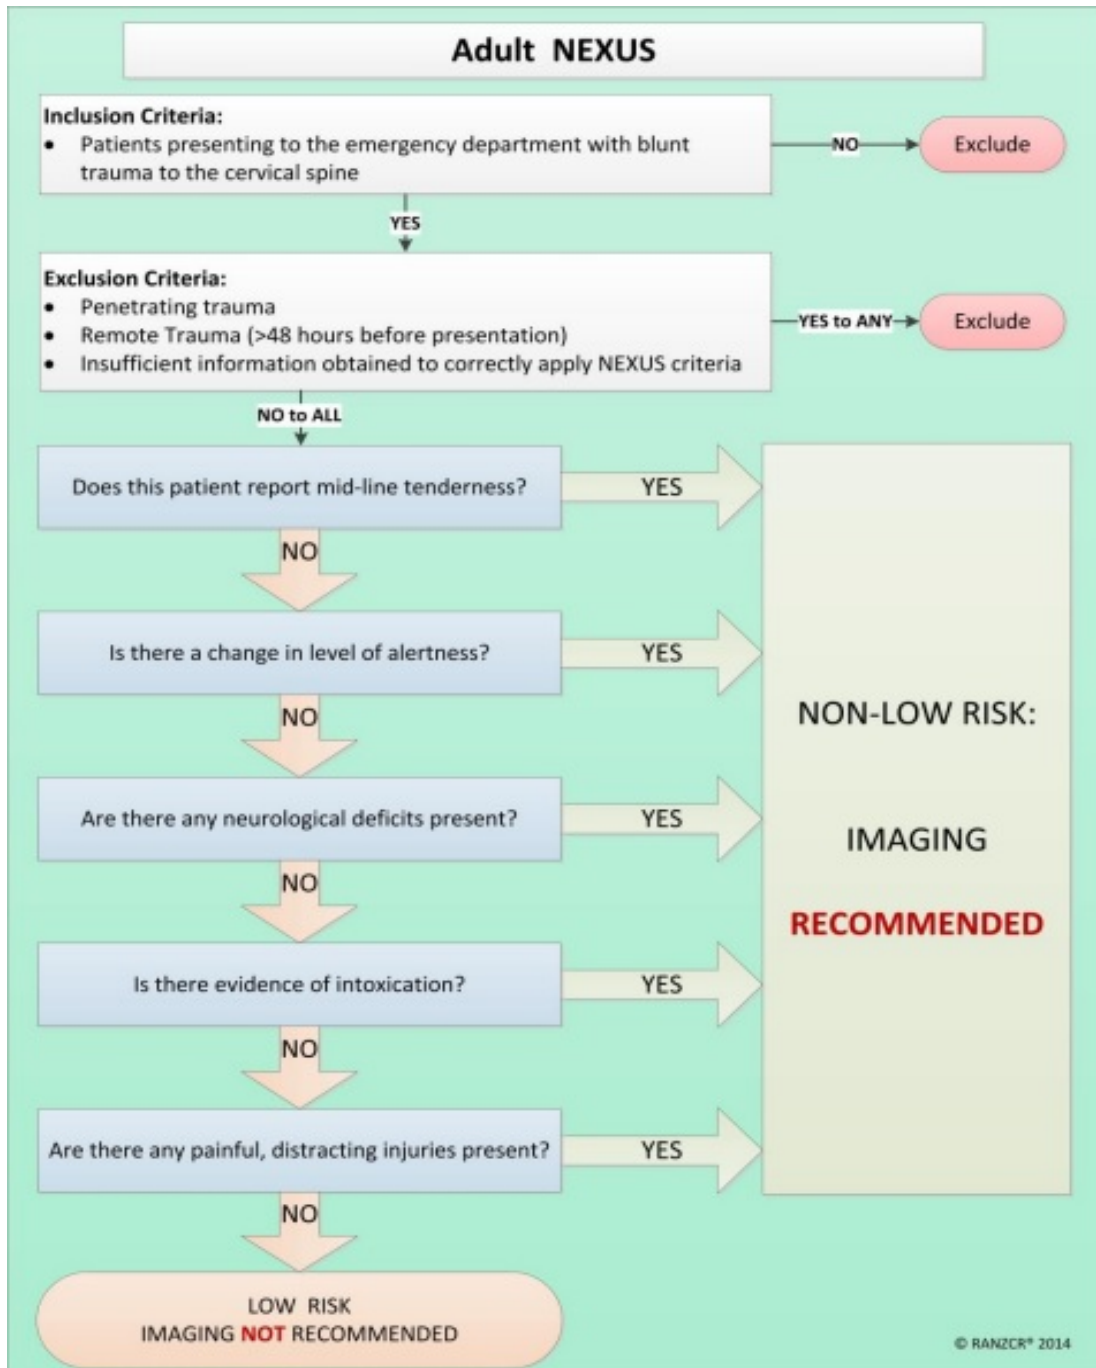 Adult NEXUS
Inclusion Criteria:
• Patients presenting to the emergency department with blunt
trauma to the cervical spine
NO
Exclude
YES
Exclusion Criteria:
• Penetrating trauma
• Remote Trauma (>48 hours before presentation)
• Insufficient information obtained to correctly apply NEXUS criteria
YES to ANY
Exclude
NO to ALL
Does this patient report mid-line tenderness?
YES
NO
Is there a change in level of alertness?
YES
NO
Are there any neurological deficits present?
YES
NO
Is there evidence of intoxication?
YES
NO
Are there any painful, distracting injuries present?
YES
NO
NON-LOW RISK:
IMAGING
RECOMMENDED
LOW RISK
IMAGING NOT RECOMMENDED
© RANZCR® 2014